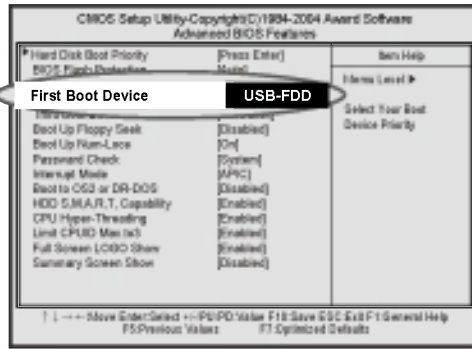 CMOS Setup Utility-Copyright(C)1984-2004 Award Software
Advanced BIOS Features
Hard Disk Boot Priority [Press Enter] Item Help
BIOS Flash Protection
Menu Level ▶
First Boot Device USB-FDD
Select Your Boot
Device Priority
Boot Up Floppy Seek [Disabled]
Boot Up Num-Loce [On]
Password Check [System]
Interrupt Mode [APIC]
Boot to OS2 or DR-DOS [Disabled]
HDD S,M,A,R,T, Capability [Enabled]
CPU Hyper-Threading [Enabled]
Limit CPUID Max to3 [Enabled]
Full Screen LOGO Show [Enabled]
Summary Screen Show [Disabled]
↑↓→←:Move Enter:Select +/-/PU/PD:Value F10:Save ESC:Exit F1:General Help
F5:Previous Values F7:Optimized Defaults